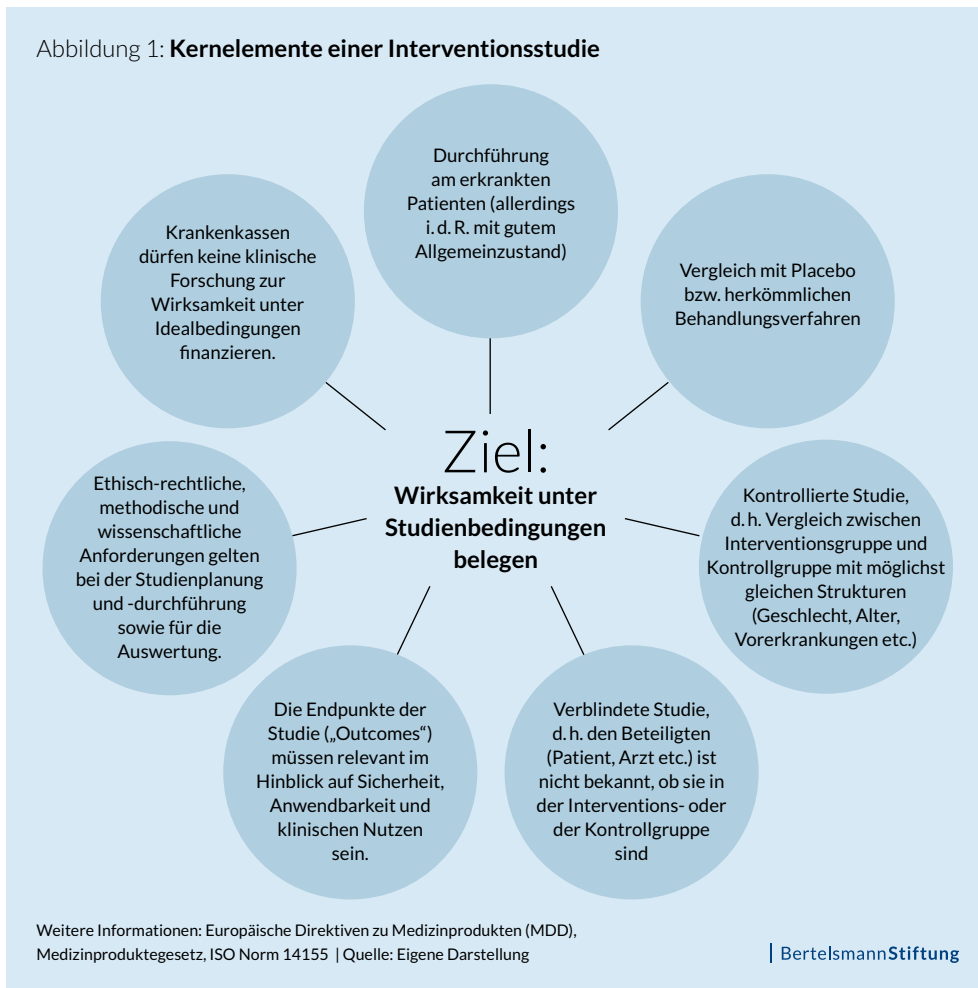 Abbildung 1: Kernelemente einer Interventionsstudie
Durchführung
am erkrankten
Patienten (allerdings
i. d. R. mit gutem
Allgemeinzustand)
Vergleich mit Placebo
bzw. herkömmlichen
Behandlungsverfahren
Kontrollierte Studie,
d. h. Vergleich zwischen
Interventionsgruppe und
Kontrollgruppe mit möglichst
gleichen Strukturen
(Geschlecht, Alter,
Vorerkrankungen etc.)
Verblindete Studie,
d. h. den Beteiligten
(Patient, Arzt etc.) ist
nicht bekannt, ob sie in
der Interventions- oder
der Kontrollgruppe
sind
Die Endpunkte der
Studie („Outcomes“)
müssen relevant im
Hinblick auf Sicherheit,
Anwendbarkeit und
klinischen Nutzen
sein.
Ethisch-rechtliche,
methodische und
wissenschaftliche
Anforderungen gelten
bei der Studienplanung
und -durchführung
sowie für die
Auswertung.
Krankenkassen
dürfen keine klinische
Forschung zur
Wirksamkeit unter
Idealbedingungen
finanzieren.
Ziel:
Wirksamkeit unter
Studienbedingungen
belegen
Weitere Informationen: Europäische Direktiven zu Medizinprodukten (MDD),
Medizinproduktegesetz, ISO Norm 14155 | Quelle: Eigene Darstellung
| BertelsmannStiftung